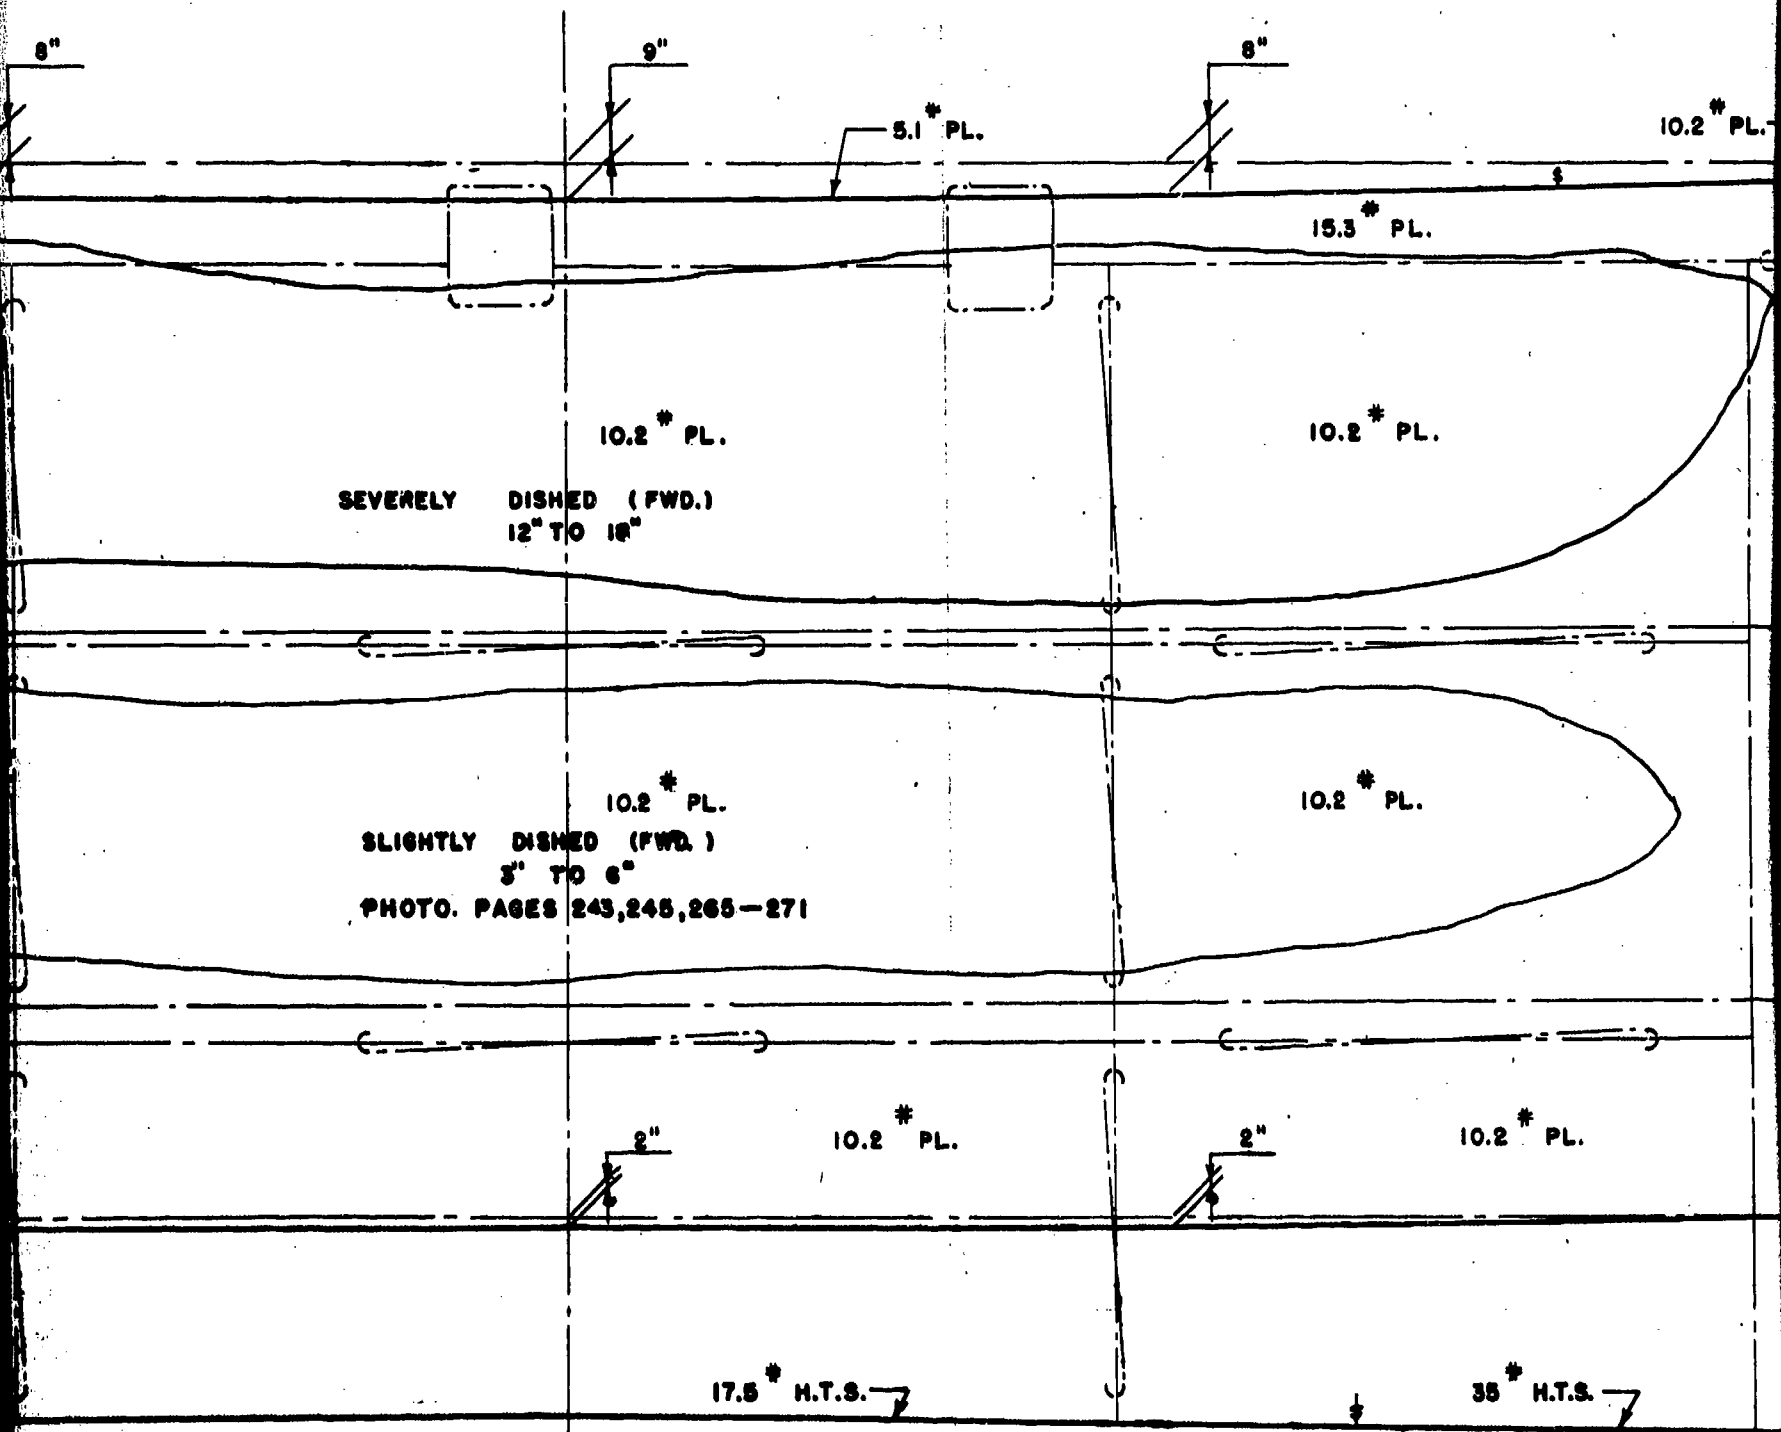 8" 9" 8"
5.1# PL. 10.2# PL.
15.3# PL.
10.2# PL. 10.2# PL.
SEVERELY DISHED (FWD.)
12" TO 18"
10.2# PL. 10.2# PL.
SLIGHTLY DISHED (FWD.)
3" TO 6"
PHOTO. PAGES 243,245,265-271
2" 10.2# PL. 2" 10.2# PL.
17.5# H.T.S. 35# H.T.S.